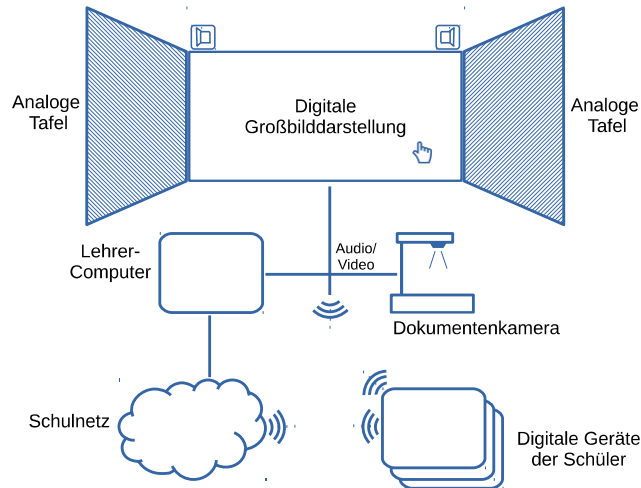 Analoge
Tafel
Digitale
Großbilddarstellung
Analoge
Tafel
Lehrer-
Computer
Audio/
Video
Dokumentenkamera
Schulnetz
Digitale Geräte
der Schüler